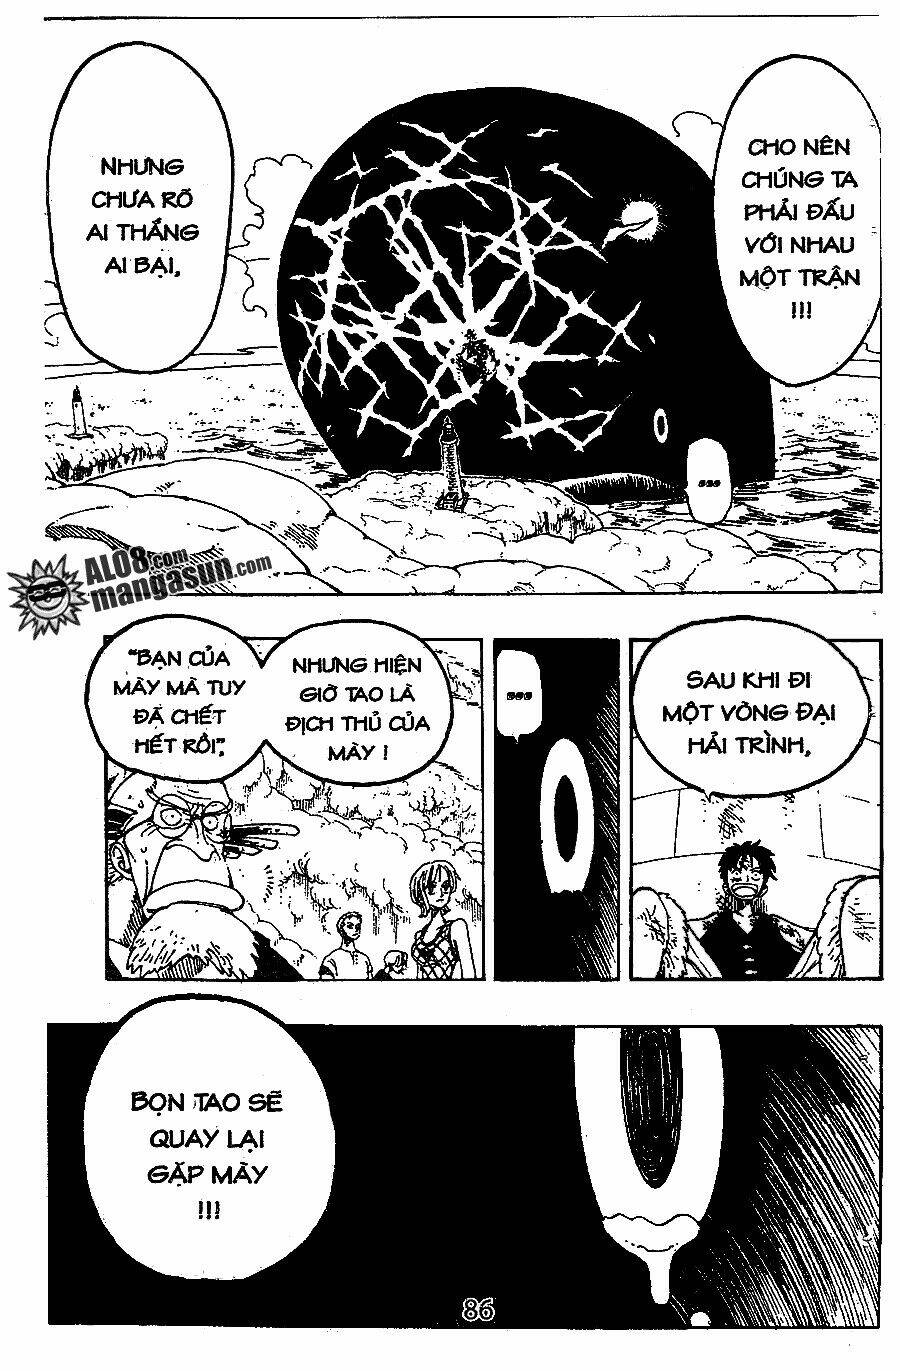 CHO NÊN
CHÚNG TA
PHẢI ĐẤU
VỚI NHAU
MỘT TRẬN
!!!
NHƯNG
CHƯA RÕ
AI THẮNG
AI BẠI,
ALO8.com
mangasun.com
SAU KHI ĐI
MỘT VÒNG ĐẠI
HẢI TRÌNH,
NHƯNG HIỆN
GIỜ TAO LÀ
ĐỊCH THỦ CỦA
MÀY !
"BẠN CỦA
MÀY MÀ TUY
ĐÃ CHẾT
HẾT RỒI",
BỌN TAO SẼ
QUAY LẠI
GẶP MÀY
!!!
86